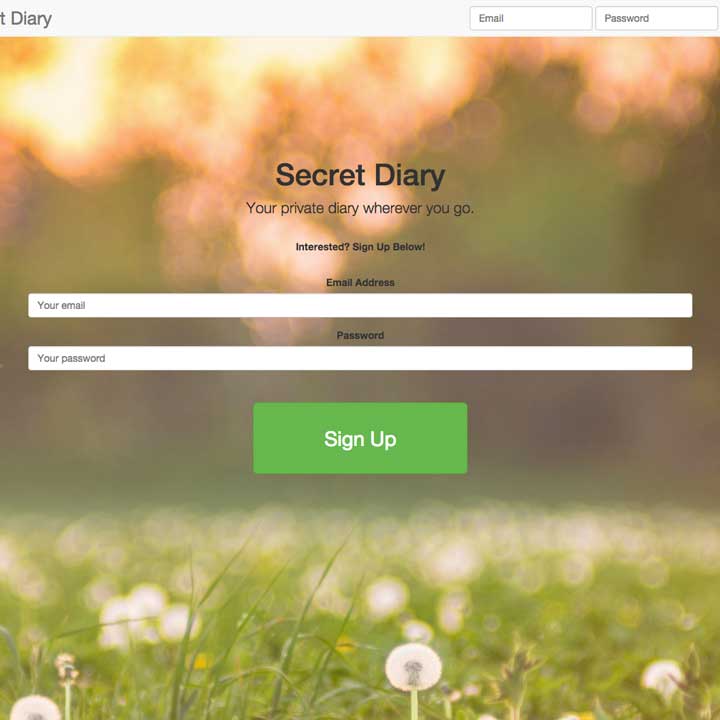 t Diary
Email Password
Secret Diary
Your private diary wherever you go.
Interested? Sign Up Below!
Email Address
Your email
Password
Your password
Sign Up